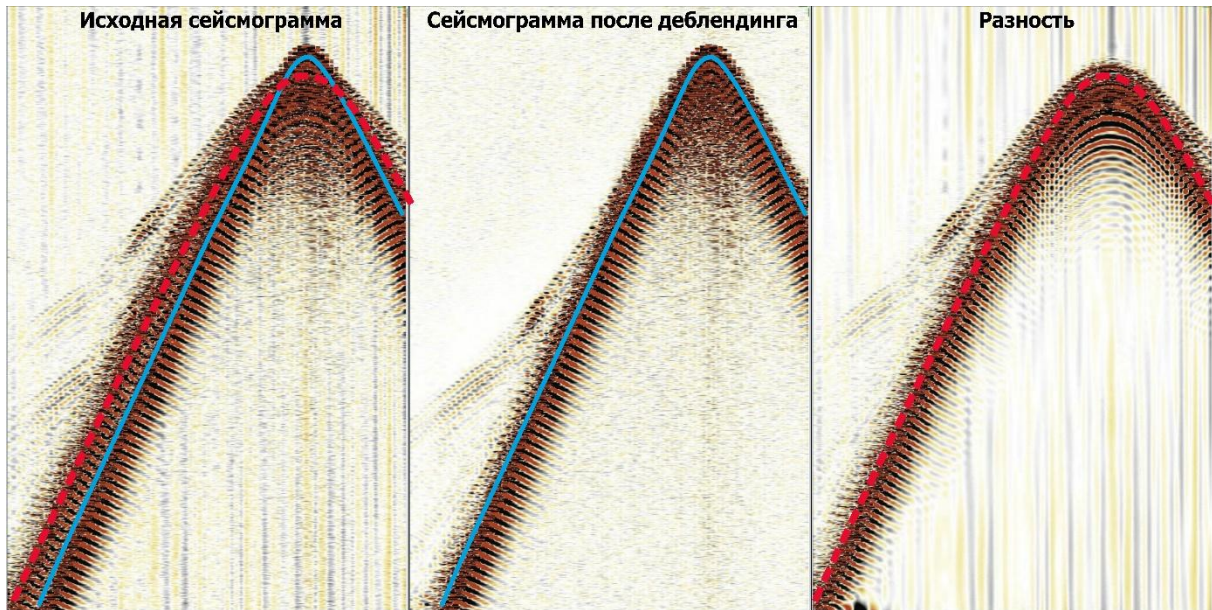 Исходная сейсмограмма
Сейсмограмма после деблендинга
Разность